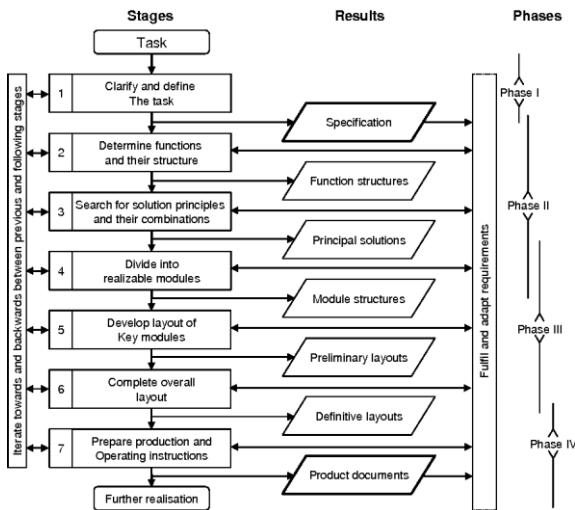 Stages
Results
Phases
Task
1
Clarify and define
The task
Specification
2
Determine functions
and their structure
Function structures
3
Search for solution principles
and their combinations
Principal solutions
4
Divide into
realizable modules
Module structures
5
Develop layout of
Key modules
Preliminary layouts
6
Complete overall
layout
Definitive layouts
7
Prepare production and
Operating instructions
Product documents
Further realisation
Iterate towards and backwards between previous and following stages
Fulfil and adapt requirements
Phase I
Phase II
Phase III
Phase IV